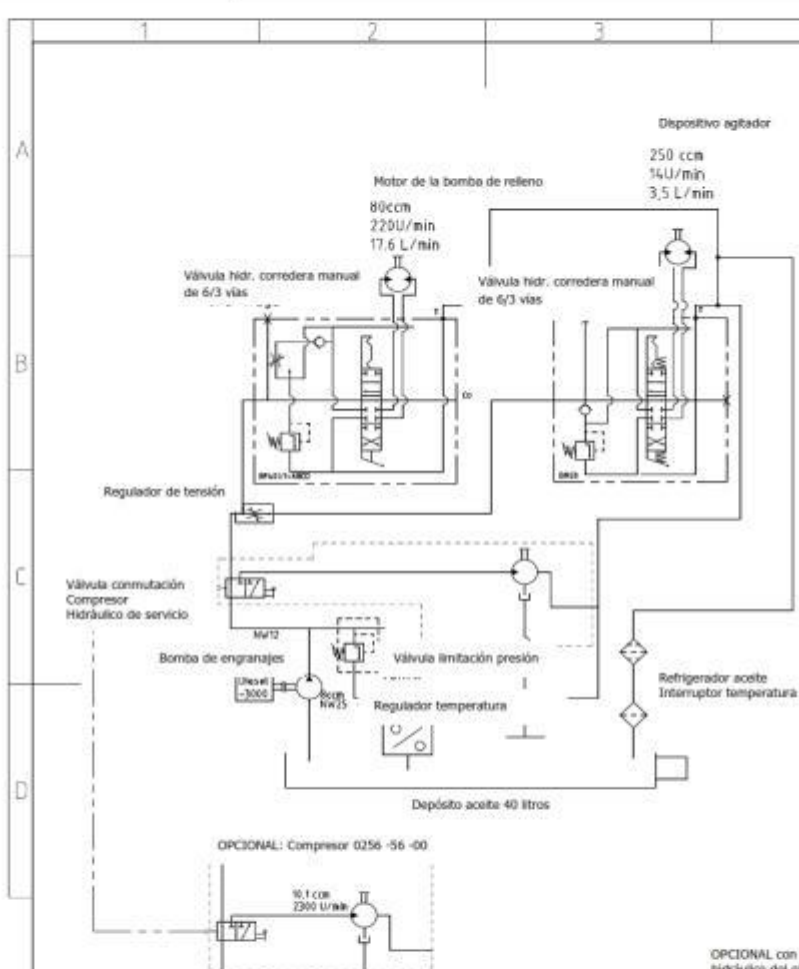 1
2
3
A
Dispositivo agitador
250 ccm
14U/min
3,5 L/min
Motor de la bomba de relleno
80ccm
220U/min
17.6 L/min
Válvula hidr. corredera manual
de 6/3 vías
Válvula hidr. corredera manual
de 6/3 vías
T
T
B
Regulador de tensión
C
Válvula conmutación
Compresor
Hidráulico de servicio
NW12
Bomba de engranajes
Válvula limitación presión
Diesel
~3000
8ccm
NW25
Refrigerador aceite
Interruptor temperatura
Regulador temperatura
D
Depósito aceite 40 litros
OPCIONAL: Compresor 0256 -56 -00
10,1 ccm
2300 U/min
OPCIONAL con